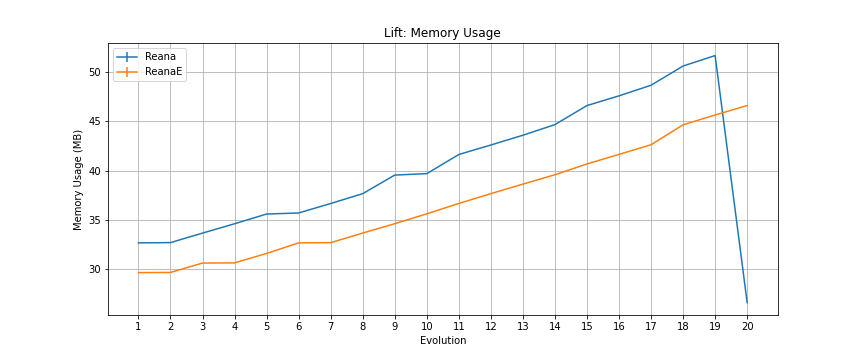 Lift: Memory Usage
Reana
ReanaE
Memory Usage (MB)
50
45
40
35
30
1 2 3 4 5 6 7 8 9 10 11 12 13 14 15 16 17 18 19 20
Evolution